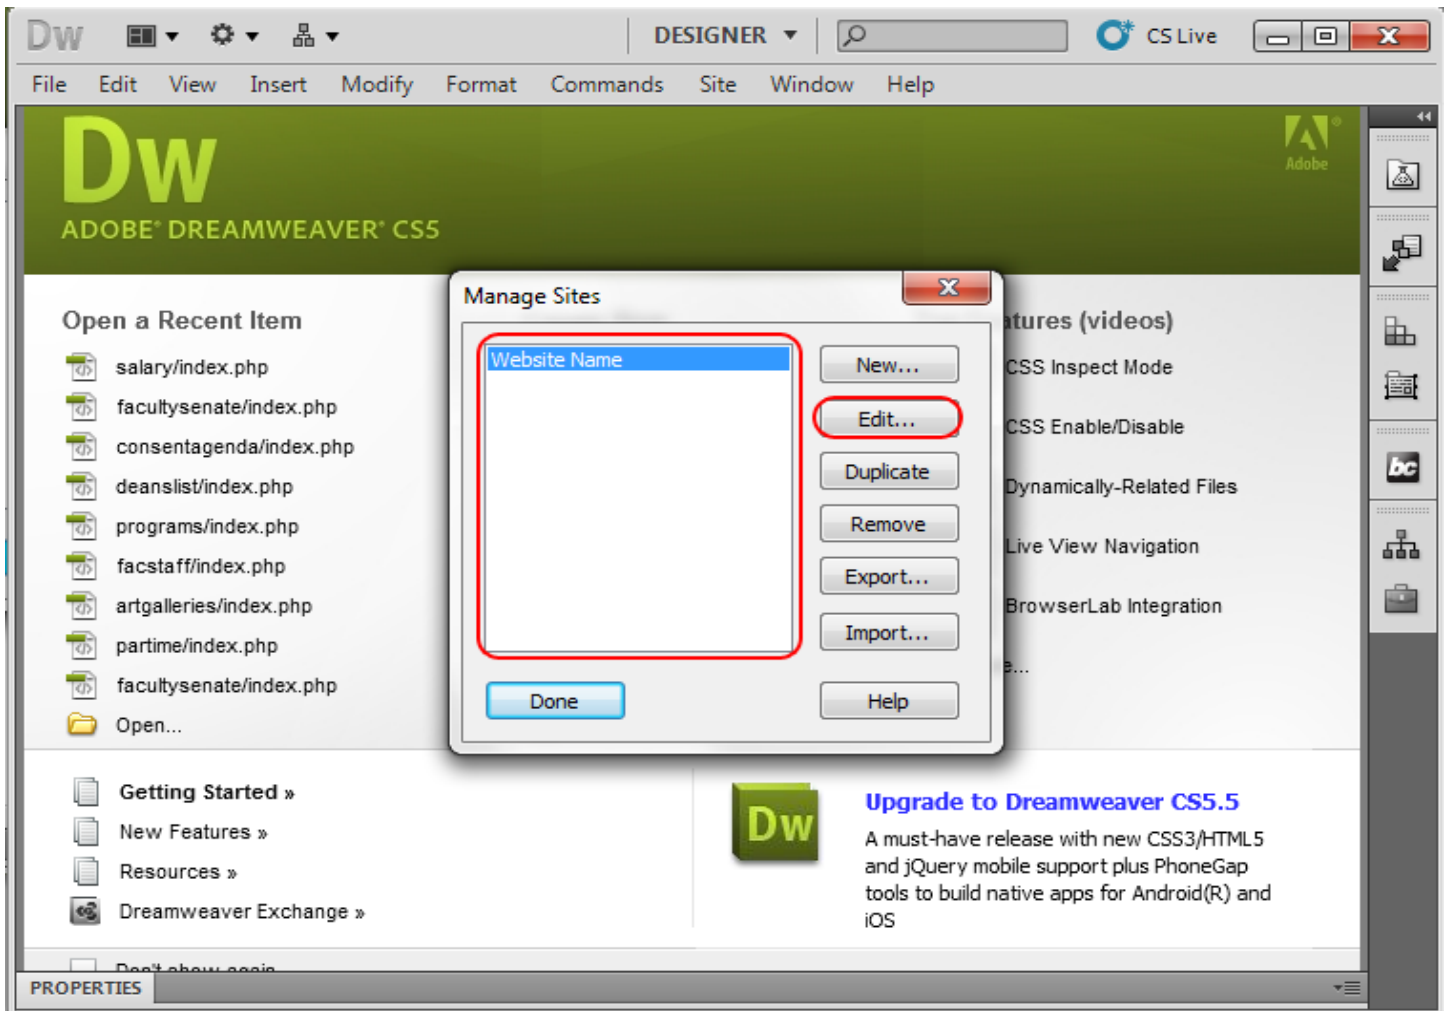 Dw DESIGNER CS Live
File Edit View Insert Modify Format Commands Site Window Help
Dw
Adobe
ADOBE® DREAMWEAVER® CS5
Open a Recent Item
salary/index.php
facultysenate/index.php
consentagenda/index.php
deanslist/index.php
programs/index.php
facstaff/index.php
artgalleries/index.php
partime/index.php
facultysenate/index.php
Open...
Manage Sites
Website Name
New...
Edit...
Duplicate
Remove
Export...
Import...
Done
Help
atures (videos)
CSS Inspect Mode
CSS Enable/Disable
Dynamically-Related Files
Live View Navigation
BrowserLab Integration
e...
bc
Getting Started »
New Features »
Resources »
Dreamweaver Exchange »
Dw
Upgrade to Dreamweaver CS5.5
A must-have release with new CSS3/HTML5
and jQuery mobile support plus PhoneGap
tools to build native apps for Android(R) and
iOS
Don't show again
PROPERTIES